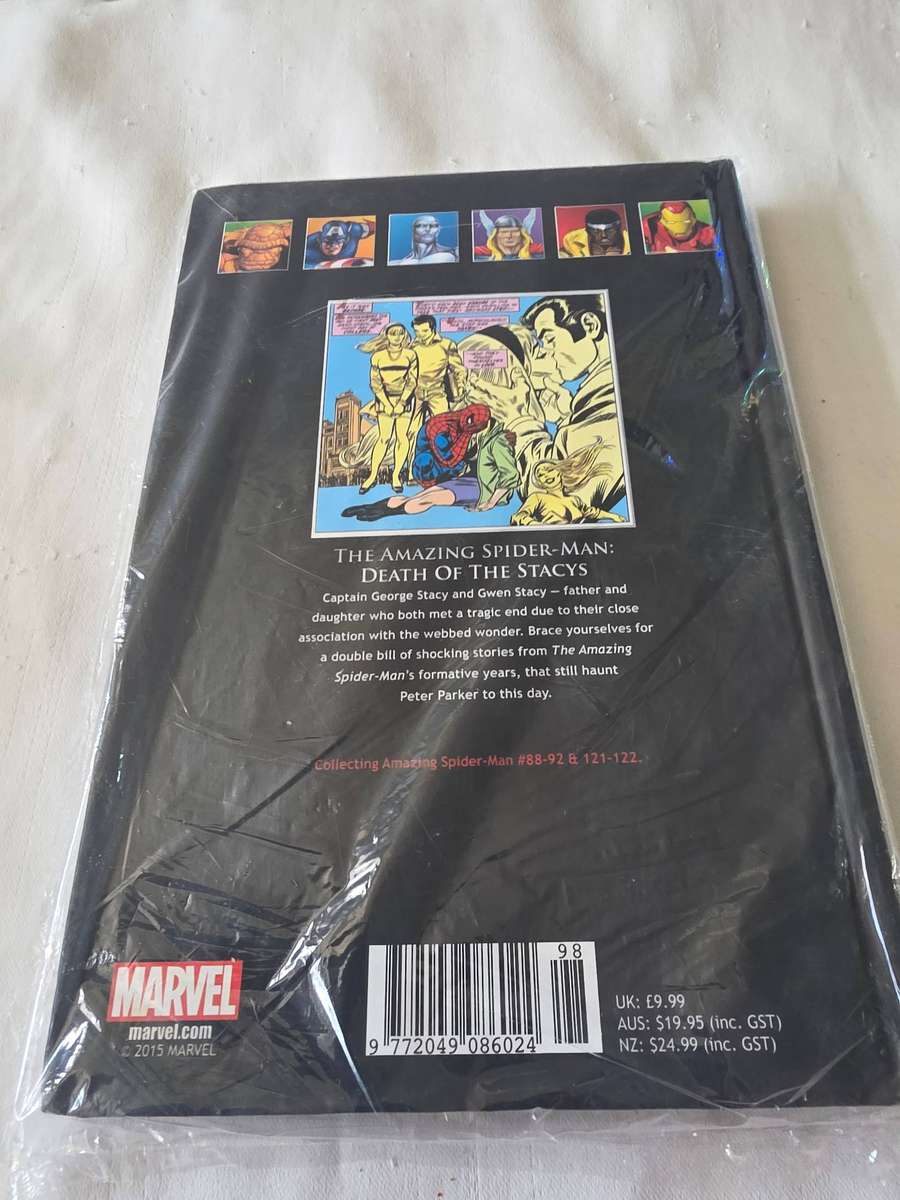 THE AMAZING SPIDER-MAN:
DEATH OF THE STACYS
Captain George Stacy and Gwen Stacy — father and
daughter who both met a tragic end due to their close
association with the webbed wonder. Brace yourselves for
a double bill of shocking stories from The Amazing
Spider-Man's formative years, that still haunt
Peter Parker to this day.
Collecting Amazing Spider-Man #88-92 & 121-122.
MARVEL
marvel.com
© 2015 MARVEL
98
9 772049 086024
UK: £9.99
AUS: $19.95 (inc. GST)
NZ: $24.99 (inc. GST)